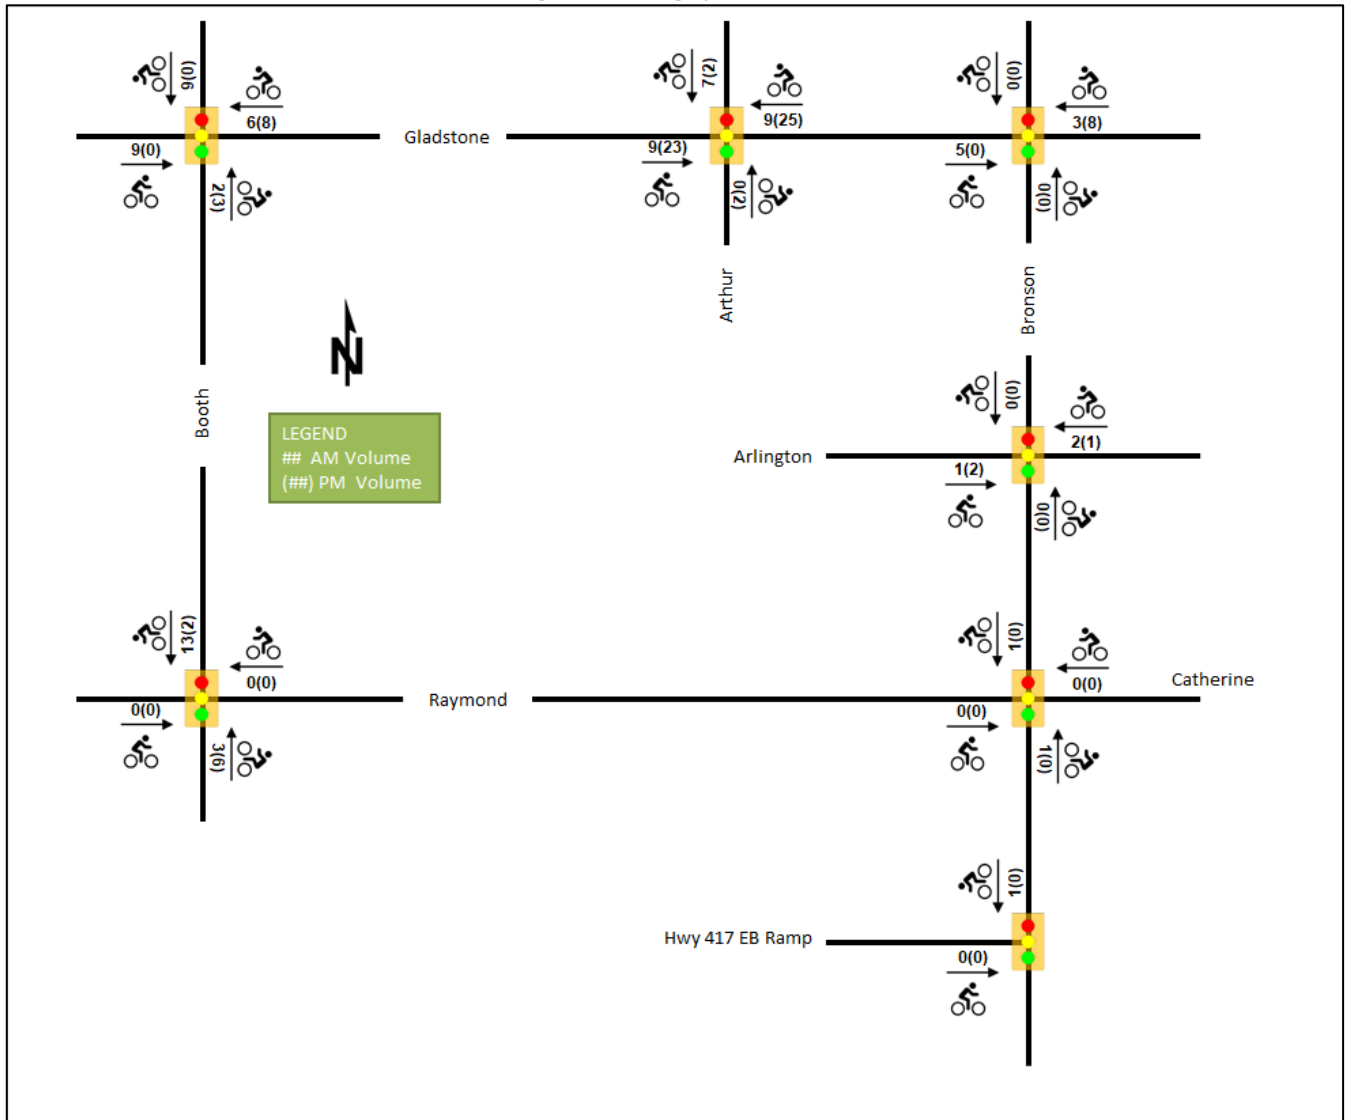 9(0)
6(8)
9(0)
2(3)
Gladstone
7(2)
9(25)
9(23)
0(2)
0(0)
3(8)
5(0)
0(0)
Arthur
Bronson
N
Booth
LEGEND
## AM Volume
(##) PM Volume
Arlington
0(0)
2(1)
1(2)
0(0)
13(2)
0(0)
0(0)
3(6)
Raymond
1(0)
0(0)
0(0)
1(0)
Catherine
1(0)
Hwy 417 EB Ramp
0(0)